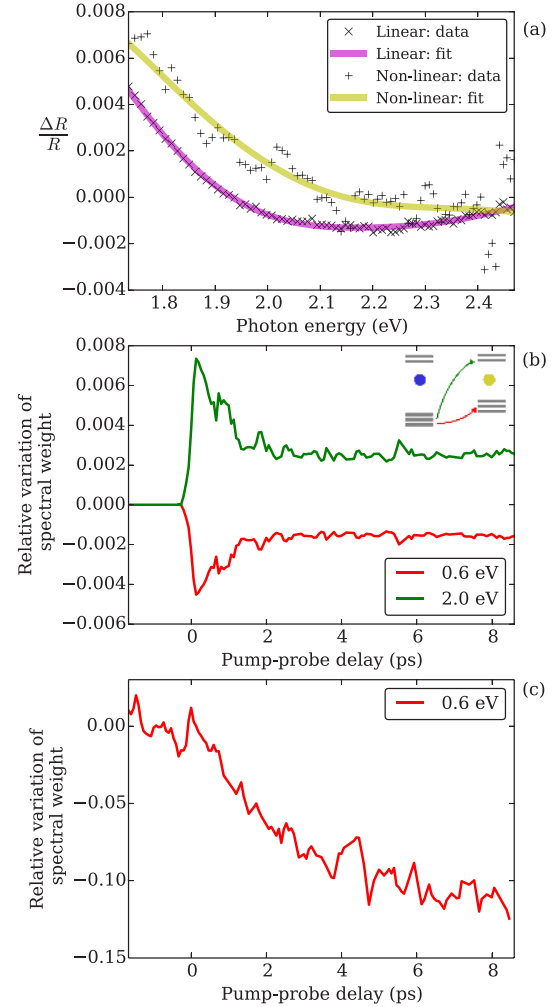 0.008
0.006
0.004
0.002
0.000
−0.002
−0.004
ΔR
R
× Linear: data
Linear: fit
+ Non-linear: data
Non-linear: fit
(a)
1.8 1.9 2.0 2.1 2.2 2.3 2.4
Photon energy (eV)
0.008
0.006
0.004
0.002
0.000
−0.002
−0.004
−0.006
Relative variation of
spectral weight
(b)
0.6 eV
2.0 eV
0 2 4 6 8
Pump-probe delay (ps)
0.00
−0.05
−0.10
−0.15
Relative variation of
spectral weight
(c)
0.6 eV
0 2 4 6 8
Pump-probe delay (ps)